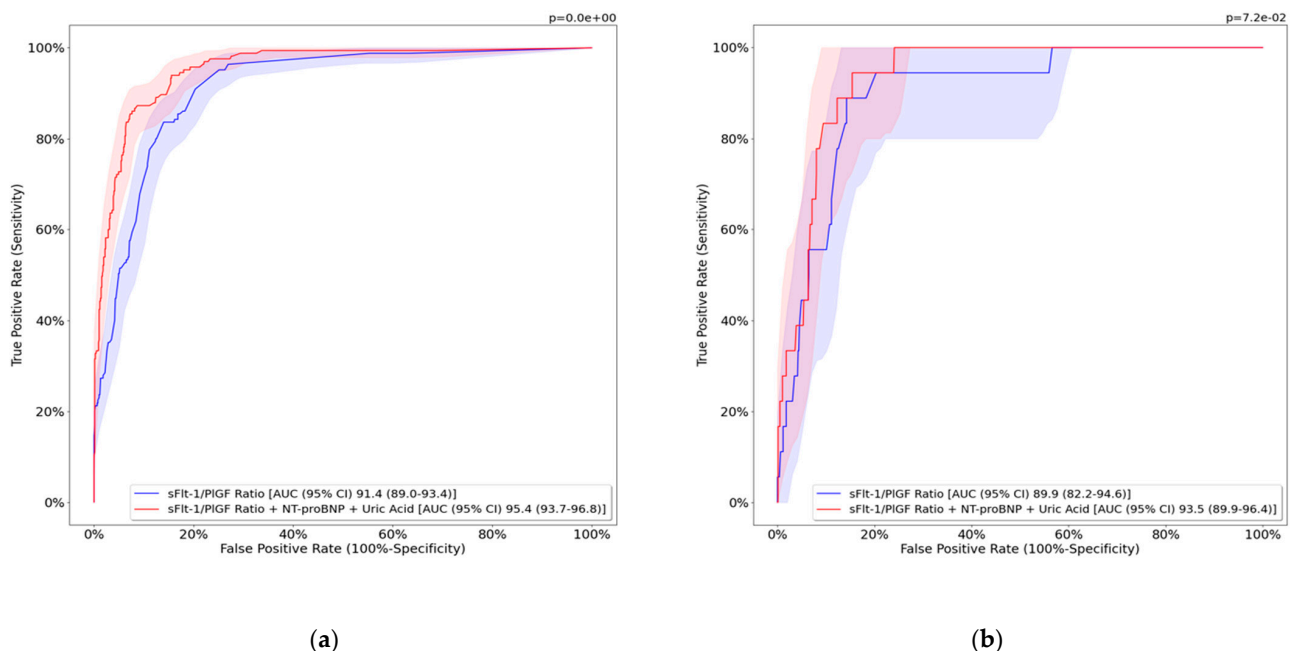 p=0.0e+00
100%
80%
60%
40%
20%
0%
True Positive Rate (Sensitivity)
sFlt-1/PlGF Ratio [AUC (95% CI) 91.4 (89.0-93.4)]
sFlt-1/PlGF Ratio + NT-proBNP + Uric Acid [AUC (95% CI) 95.4 (93.7-96.8)]
0% 20% 40% 60% 80% 100%
False Positive Rate (100%-Specificity)
(a)
p=7.2e-02
100%
80%
60%
40%
20%
0%
True Positive Rate (Sensitivity)
sFlt-1/PlGF Ratio [AUC (95% CI) 89.9 (82.2-94.6)]
sFlt-1/PlGF Ratio + NT-proBNP + Uric Acid [AUC (95% CI) 93.5 (89.9-96.4)]
0% 20% 40% 60% 80% 100%
False Positive Rate (100%-Specificity)
(b)